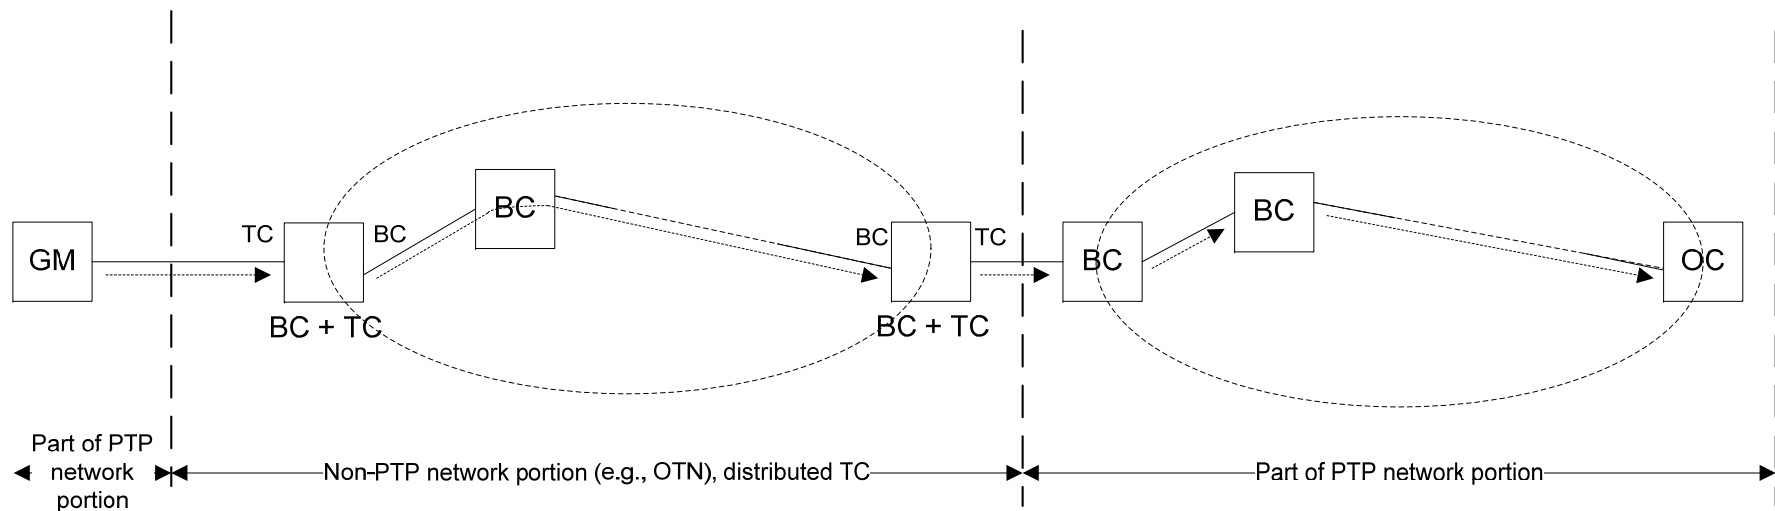 GM
TC
BC
BC + TC
BC
BC
TC
BC + TC
BC
BC
OC
Part of PTP
network
portion
Non-PTP network portion (e.g., OTN), distributed TC
Part of PTP network portion